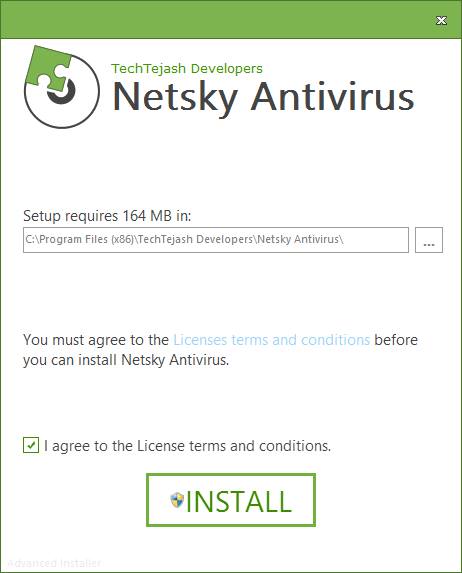 TechTejash Developers
Netsky Antivirus
Setup requires 164 MB in:
C:\Program Files (x86)\TechTejash Developers\Netsky Antivirus\
...
You must agree to the Licenses terms and conditions before
you can install Netsky Antivirus.
I agree to the License terms and conditions.
INSTALL
Advanced Installer